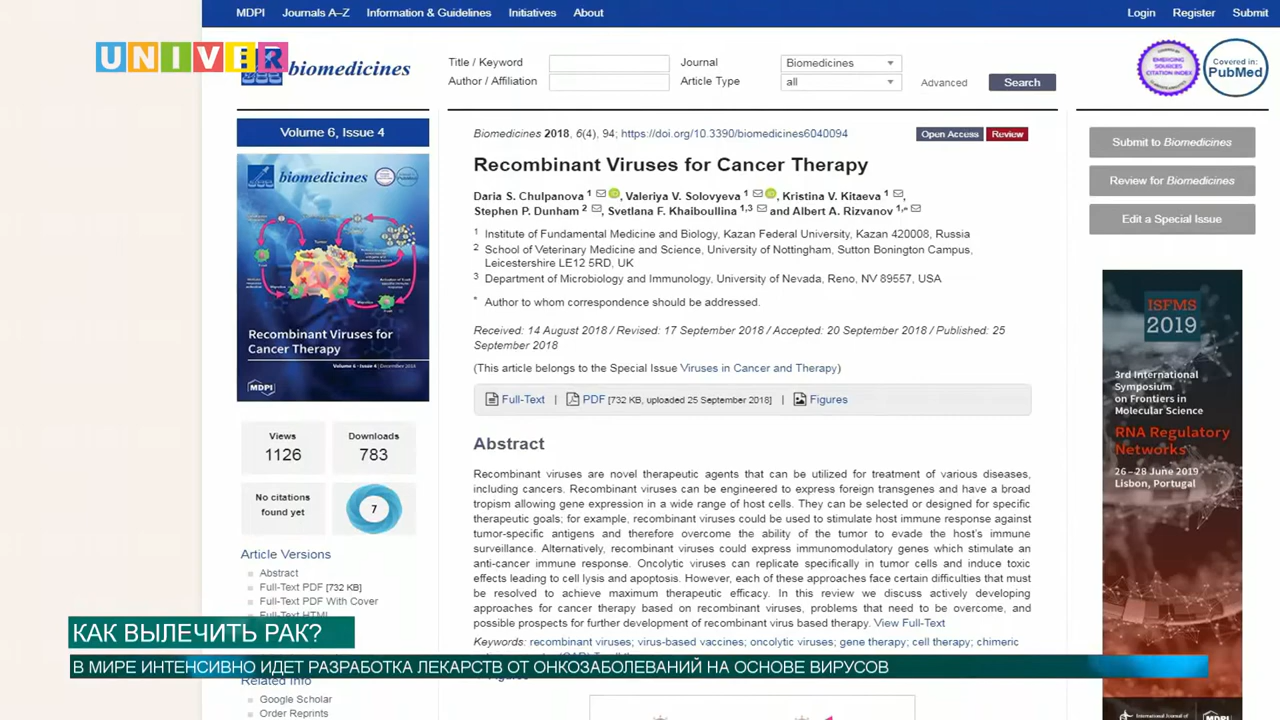 MDPI Journals A–Z Information & Guidelines Initiatives About Login Register Submit
UNIVER
biomedicines
Title / Keyword
Journal
Biomedicines
Author / Affiliation
Article Type
all
Advanced
Search
EMERGING SOURCES CITATION INDEX
Covered in:
PubMed
Volume 6, Issue 4
biomedicines
Recombinant Viruses for
Cancer Therapy
Volume 6 · Issue 4 | December 2018
MDPI
Views
1126
Downloads
783
No citations
found yet
7
Article Versions
Abstract
Full-Text PDF [732 KB]
Full-Text PDF With Cover
Full-Text HTML
Related Info
Google Scholar
Order Reprints
Biomedicines 2018, 6(4), 94; https://doi.org/10.3390/biomedicines6040094
Open Access Review
Recombinant Viruses for Cancer Therapy
Daria S. Chulpanova 1, Valeriya V. Solovyeva 1, Kristina V. Kitaeva 1,
Stephen P. Dunham 2, Svetlana F. Khaiboullina 1,3 and Albert A. Rizvanov 1,*
1 Institute of Fundamental Medicine and Biology, Kazan Federal University, Kazan 420008, Russia
2 School of Veterinary Medicine and Science, University of Nottingham, Sutton Bonington Campus,
Leicestershire LE12 5RD, UK
3 Department of Microbiology and Immunology, University of Nevada, Reno, NV 89557, USA
* Author to whom correspondence should be addressed.
Received: 14 August 2018 / Revised: 17 September 2018 / Accepted: 20 September 2018 / Published: 25
September 2018
(This article belongs to the Special Issue Viruses in Cancer and Therapy)
Full-Text | PDF [732 KB, uploaded 25 September 2018] | Figures
Abstract
Recombinant viruses are novel therapeutic agents that can be utilized for treatment of various diseases,
including cancers. Recombinant viruses can be engineered to express foreign transgenes and have a broad
tropism allowing gene expression in a wide range of host cells. They can be selected or designed for specific
therapeutic goals; for example, recombinant viruses could be used to stimulate host immune response against
tumor-specific antigens and therefore overcome the ability of the tumor to evade the host's immune
surveillance. Alternatively, recombinant viruses could express immunomodulatory genes which stimulate an
anti-cancer immune response. Oncolytic viruses can replicate specifically in tumor cells and induce toxic
effects leading to cell lysis and apoptosis. However, each of these approaches face certain difficulties that must
be resolved to achieve maximum therapeutic efficacy. In this review we discuss actively developing
approaches for cancer therapy based on recombinant viruses, problems that need to be overcome, and
possible prospects for further development of recombinant virus based therapy. View Full-Text
Keywords: recombinant viruses; virus-based vaccines; oncolytic viruses; gene therapy; cell therapy; chimeric
Figures
Submit to Biomedicines
Review for Biomedicines
Edit a Special Issue
ISFMS
2019
3rd International
Symposium
on Frontiers in
Molecular Science
RNA Regulatory
Networks
26 – 28 June 2019
Lisbon, Portugal
International Journal of
MDPI
КАК ВЫЛЕЧИТЬ РАК?
В МИРЕ ИНТЕНСИВНО ИДЕТ РАЗРАБОТКА ЛЕКАРСТВ ОТ ОНКОЗАБОЛЕВАНИЙ НА ОСНОВЕ ВИРУСОВ